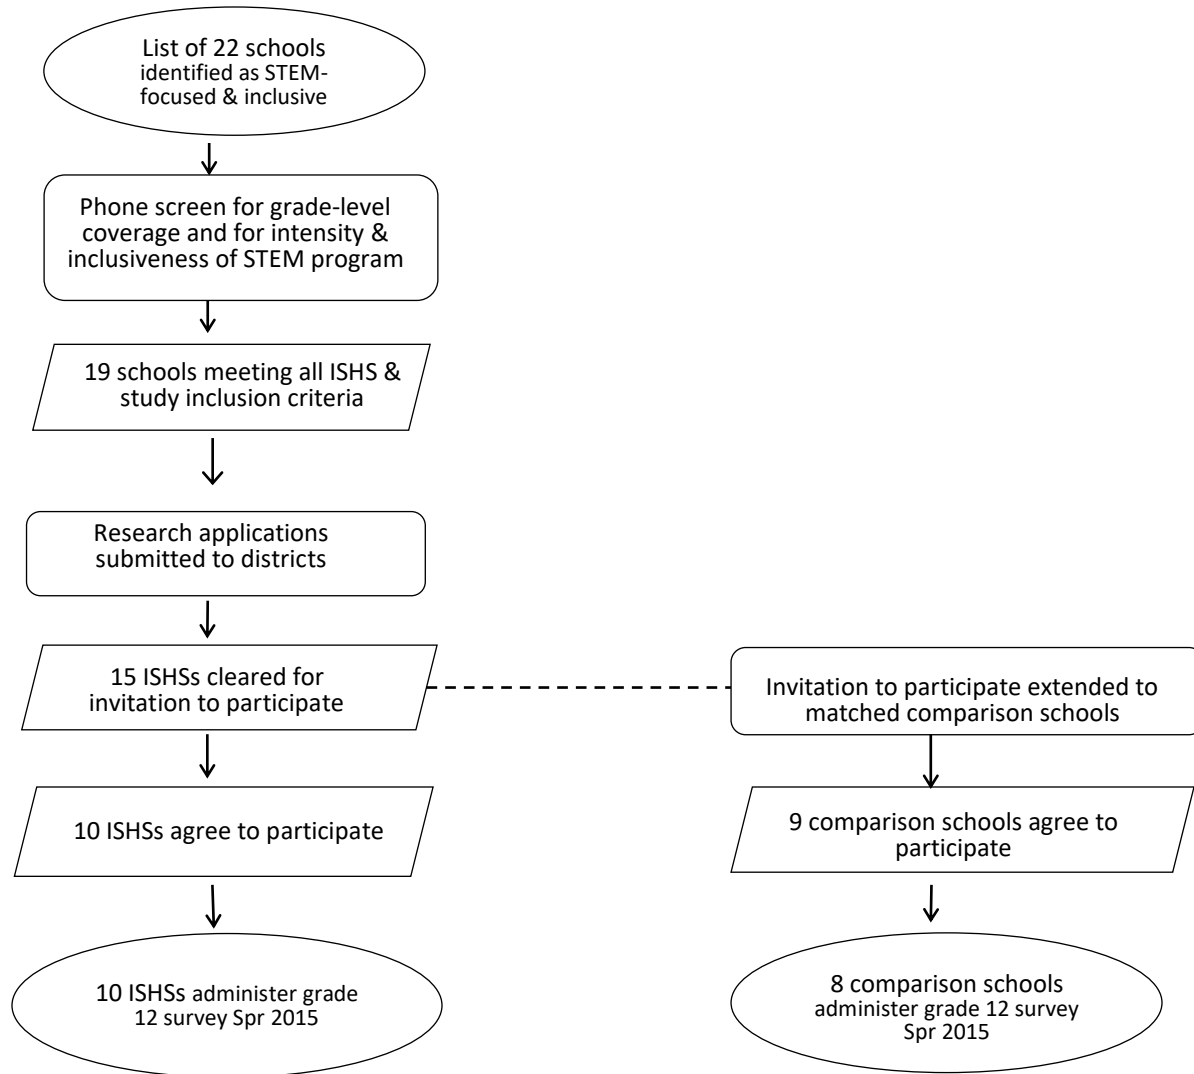 List of 22 schools
identified as STEM-
focused & inclusive
Phone screen for grade-level
coverage and for intensity &
inclusiveness of STEM program
19 schools meeting all ISHS &
study inclusion criteria
Research applications
submitted to districts
15 ISHSs cleared for
invitation to participate
Invitation to participate extended to
matched comparison schools
10 ISHSs agree to participate
9 comparison schools agree to
participate
10 ISHSs administer grade
12 survey Spr 2015
8 comparison schools
administer grade 12 survey
Spr 2015